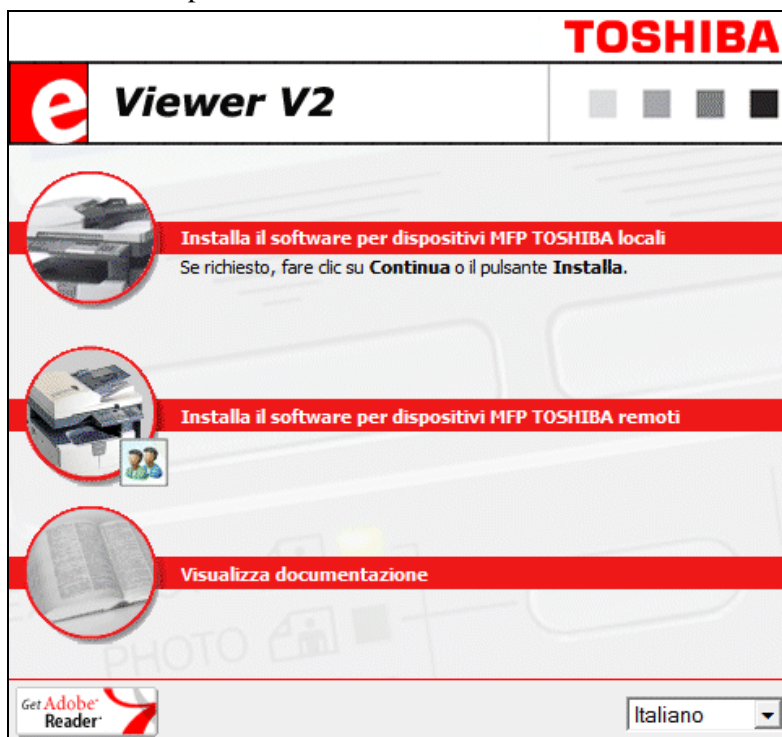 TOSHIBA
e Viewer V2
Installa il software per dispositivi MFP TOSHIBA locali
Se richiesto, fare clic su Continua o il pulsante Installa.
Installa il software per dispositivi MFP TOSHIBA remoti
Visualizza documentazione
PHOTO
Get Adobe
Reader
Italiano